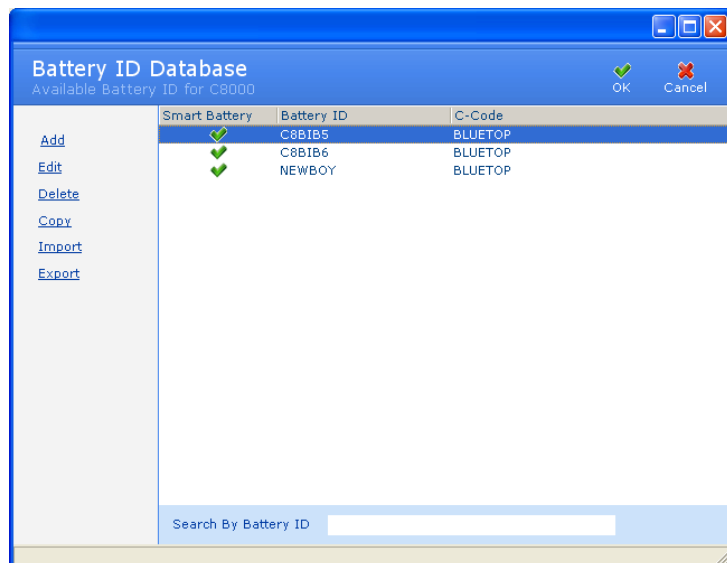 Battery ID Database
Available Battery ID for C8000
OK Cancel
Add
Edit
Delete
Copy
Import
Export
Smart Battery Battery ID C-Code
C8BIB5 BLUETOP
C8BIB6 BLUETOP
NEWBOY BLUETOP
Search By Battery ID